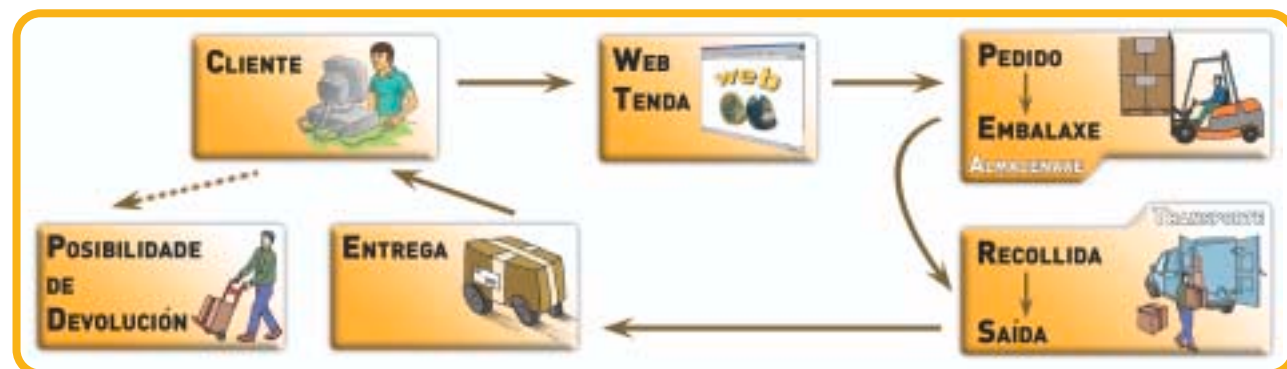 CLIENTE
WEB
TENDA
web
PEDIDO
EMBALAXE
ALMACENAXE
TRANSPORTE
RECOLLIDA
SAÍDA
ENTREGA
POSIBILIDADE
DE
DEVOLUCIÓN